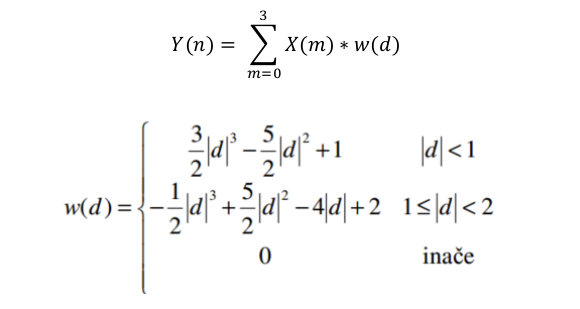 Y(n) = ∑_{m=0}^{3} X(m) * w(d)
w(d) = { 3/2|d|³ − 5/2|d|² + 1 |d| < 1
−1/2|d|³ + 5/2|d|² − 4|d| + 2 1 ≤ |d| < 2
0 inače